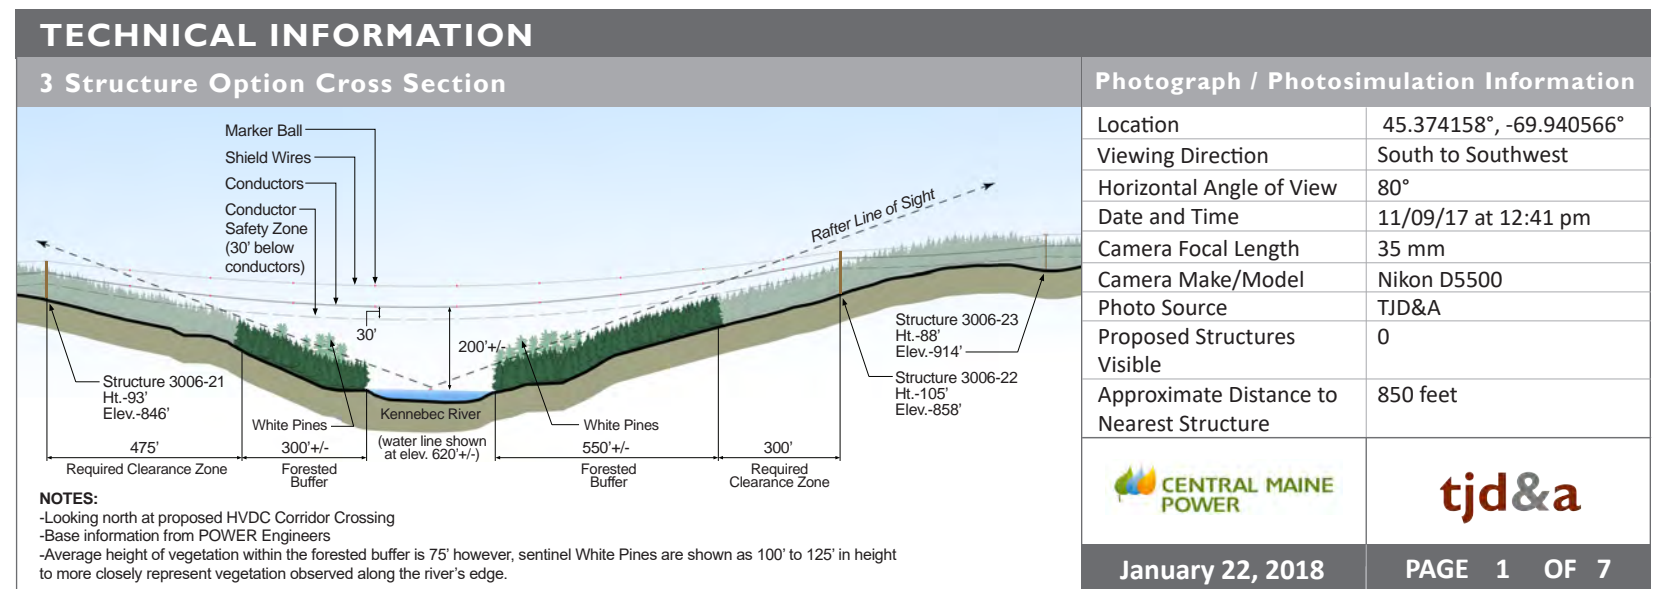 TECHNICAL INFORMATION
3 Structure Option Cross Section
Marker Ball
Shield Wires
Conductors
Conductor
Safety Zone
(30' below
conductors)
Rafter Line of Sight
30'
200'+/-
Structure 3006-23
Ht.-88'
Elev.-914'
Structure 3006-22
Ht.-105'
Elev.-858'
Structure 3006-21
Ht.-93'
Elev.-846'
White Pines
Kennebec River
(water line shown
at elev. 620'+/-)
White Pines
475'
Required Clearance Zone
300'+/-
Forested
Buffer
550'+/-
Forested
Buffer
300'
Required
Clearance Zone
NOTES:
-Looking north at proposed HVDC Corridor Crossing
-Base information from POWER Engineers
-Average height of vegetation within the forested buffer is 75' however, sentinel White Pines are shown as 100' to 125' in height
to more closely represent vegetation observed along the river's edge.
Photograph / Photosimulation Information
Location 45.374158°, -69.940566°
Viewing Direction South to Southwest
Horizontal Angle of View 80°
Date and Time 11/09/17 at 12:41 pm
Camera Focal Length 35 mm
Camera Make/Model Nikon D5500
Photo Source TJD&A
Proposed Structures 0
Visible
Approximate Distance to 850 feet
Nearest Structure
CENTRAL MAINE
POWER
tjd&a
January 22, 2018
PAGE 1 OF 7